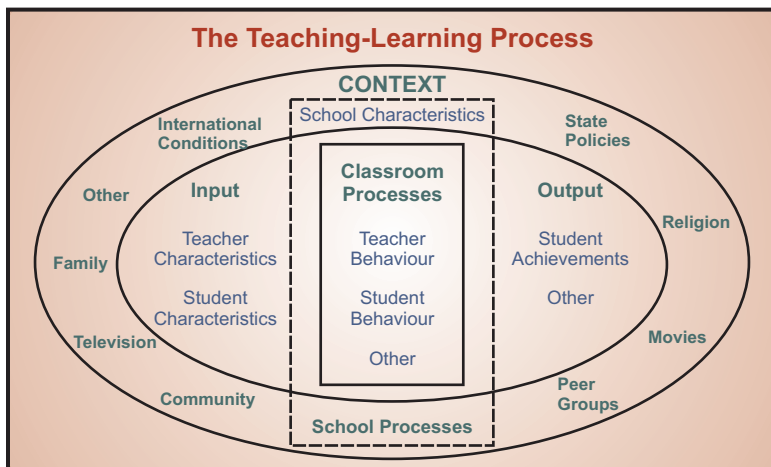 The Teaching-Learning Process
CONTEXT
School Characteristics
International
Conditions
State
Policies
Other
Input
Classroom
Processes
Output
Religion
Family
Teacher
Characteristics
Teacher
Behaviour
Student
Achievements
Student
Characteristics
Student
Behaviour
Other
Television
Other
Movies
Community
Peer
Groups
School Processes